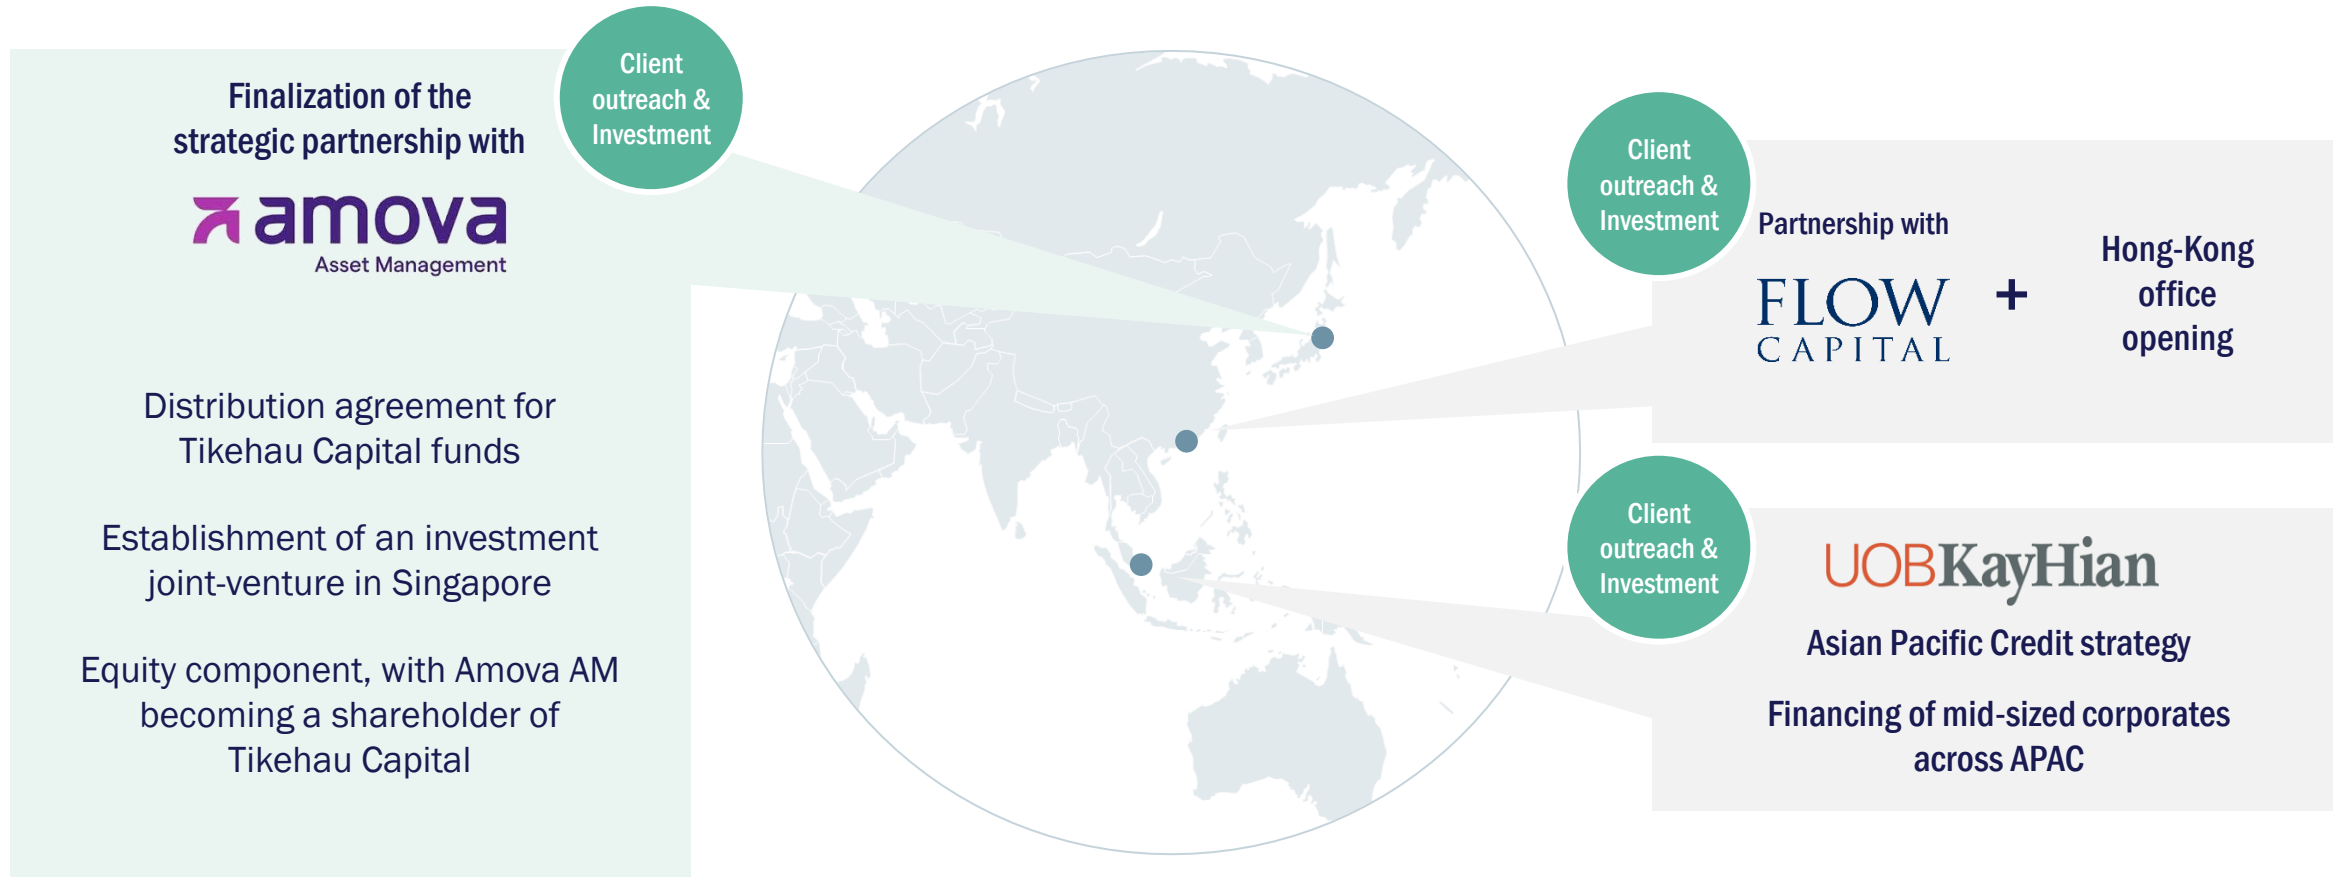 Client
outreach &
Investment
Finalization of the
strategic partnership with
amova
Asset Management
Distribution agreement for
Tikehau Capital funds
Establishment of an investment
joint-venture in Singapore
Equity component, with Amova AM
becoming a shareholder of
Tikehau Capital
Client
outreach &
Investment
Partnership with
FLOW
CAPITAL
+
Hong-Kong
office
opening
Client
outreach &
Investment
UOBKayHian
Asian Pacific Credit strategy
Financing of mid-sized corporates
across APAC